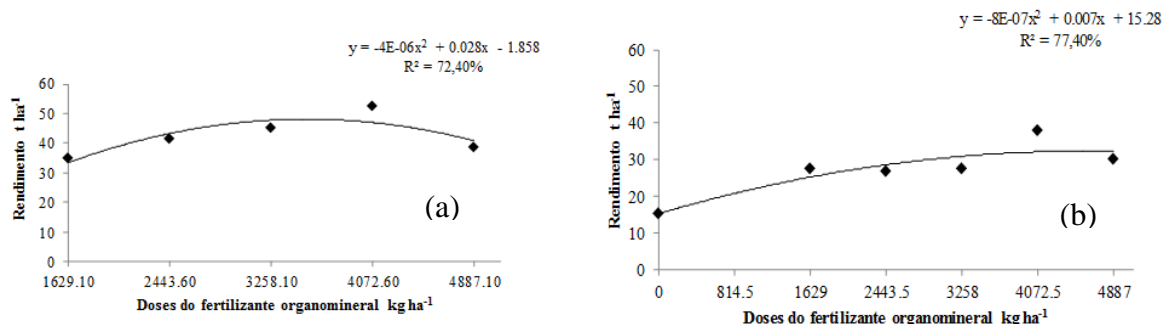 y = -4E-06x² + 0.028x - 1.858
R² = 72,40%
Rendimento t ha⁻¹
60
50
40
30
20
10
0
1629.10 2443.60 3258.10 4072.60 4887.10
Doses do fertilizante organomineral kg ha⁻¹
(a)
y = -8E-07x² + 0.007x + 15.28
R² = 77,40%
Rendimento t ha⁻¹
60
50
40
30
20
10
0
0 814.5 1629 2443.5 3258 4072.5 4887
Doses do fertilizante organomineral kg ha⁻¹
(b)